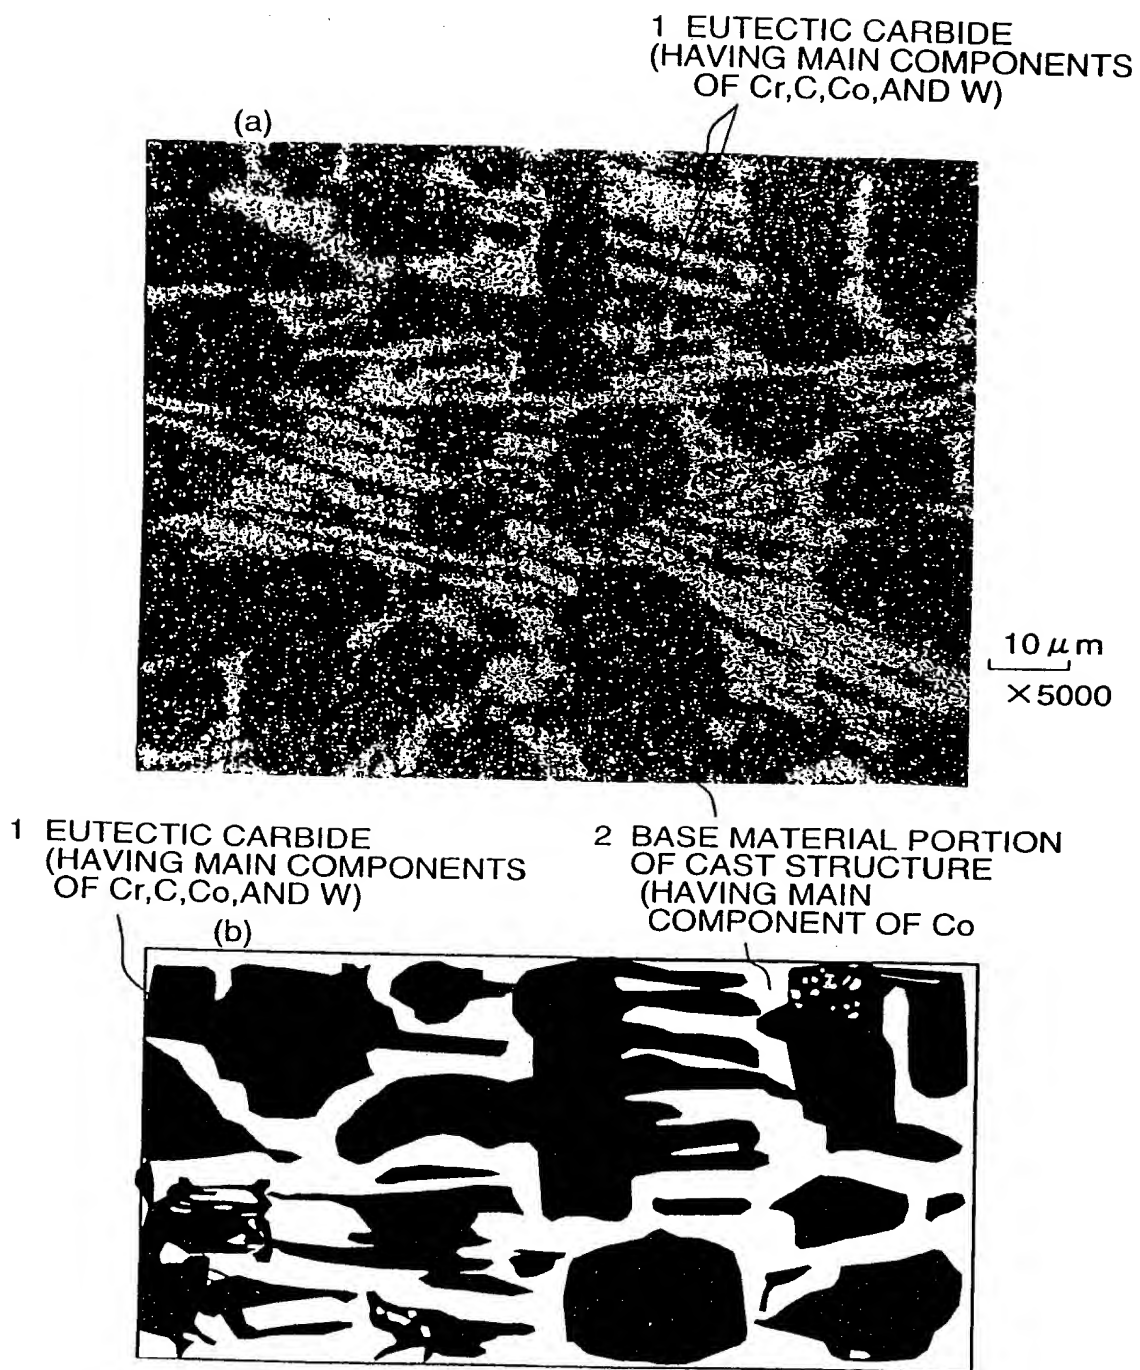 1 EUTECTIC CARBIDE
(HAVING MAIN COMPONENTS
OF Cr,C,Co,AND W)
(a)
10 μm
×5000
1 EUTECTIC CARBIDE
(HAVING MAIN COMPONENTS
OF Cr,C,Co,AND W)
2 BASE MATERIAL PORTION
OF CAST STRUCTURE
(HAVING MAIN
COMPONENT OF Co
(b)